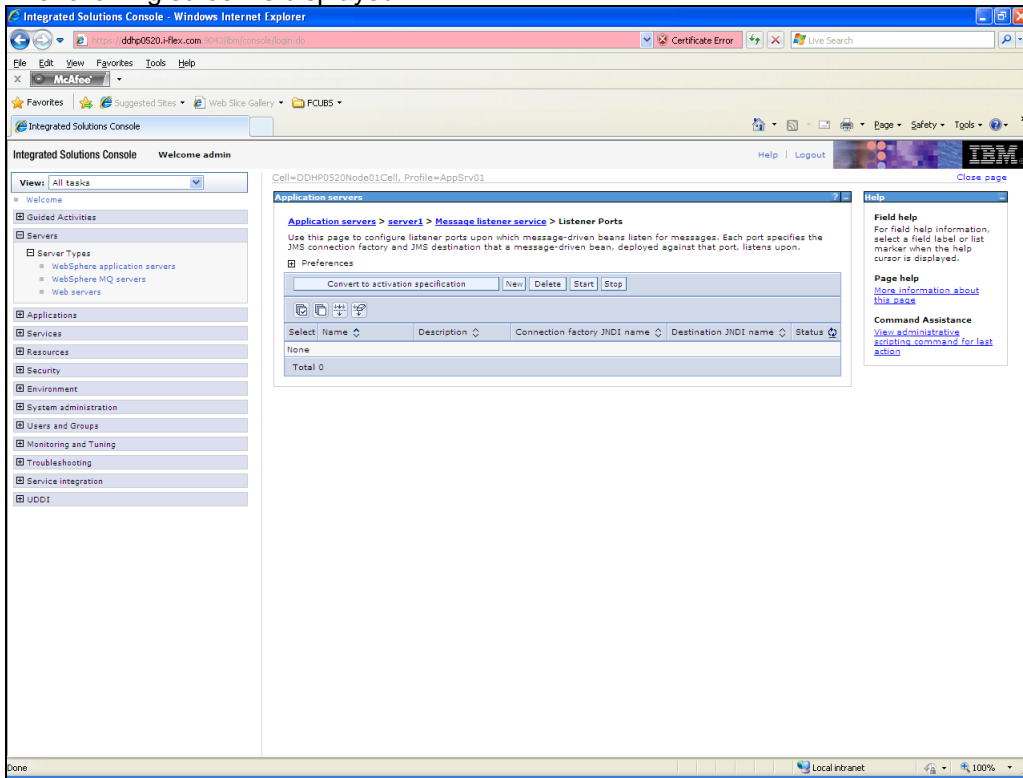 Integrated Solutions Console - Windows Internet Explorer
https://ddhp0520.i-flex.com:9043/ibm/console/login.do
Certificate Error
Live Search
File Edit View Favorites Tools Help
X McAfee
Favorites Suggested Sites Web Slice Gallery FCUBS
Integrated Solutions Console
Page Safety Tools
Integrated Solutions Console Welcome admin
Help | Logout
IBM.
View: All tasks
Welcome
Guided Activities
Servers
Server Types
WebSphere application servers
WebSphere MQ servers
Web servers
Applications
Services
Resources
Security
Environment
System administration
Users and Groups
Monitoring and Tuning
Troubleshooting
Service integration
UDDI
Cell=DDHP0520Node01Cell, Profile=AppSrv01
Close page
Application servers ? -
Application servers > server1 > Message listener service > Listener Ports
Use this page to configure listener ports upon which message-driven beans listen for messages. Each port specifies the
JMS connection factory and JMS destination that a message-driven bean, deployed against that port, listens upon.
Preferences
Convert to activation specification New Delete Start Stop
Select Name Description Connection factory JNDI name Destination JNDI name Status
None
Total 0
Help -
Field help
For field help information,
select a field label or list
marker when the help
cursor is displayed.
Page help
More information about
this page
Command Assistance
View administrative
scripting command for last
action
Done
Local intranet
100%